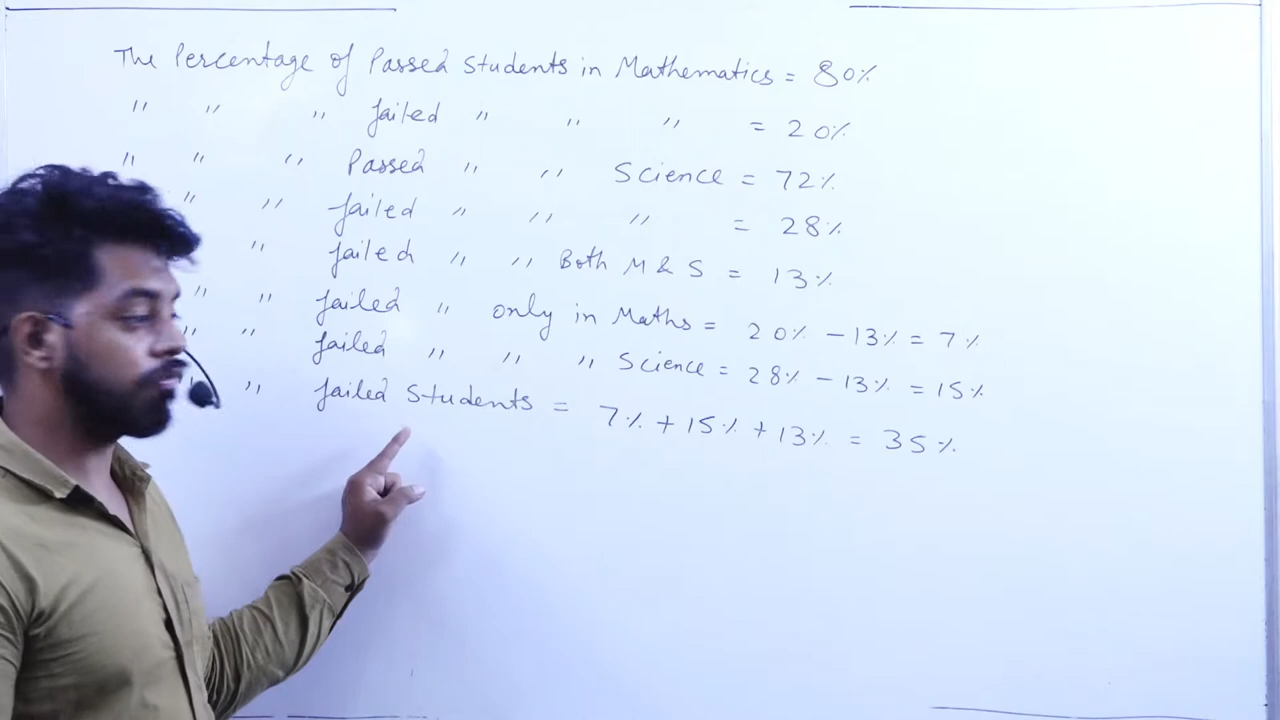 The Percentage of Passed Students in Mathematics = 80%
" " " failed " " " = 20%
" " " Passed " " Science = 72%
" " failed " " " = 28%
" failed " " Both M & S = 13%
" " failed " only in Maths = 20% - 13% = 7%
" " failed " " " Science = 28% - 13% = 15%
" failed Students = 7% + 15% + 13% = 35%